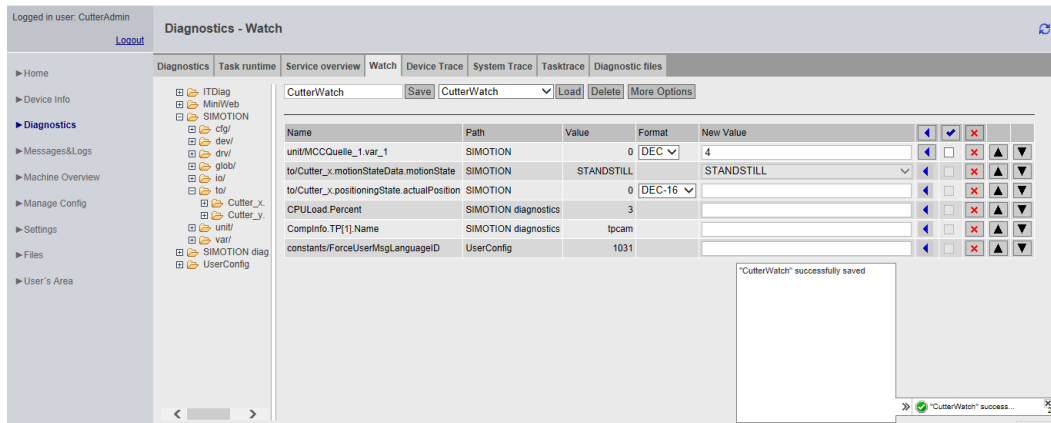 Logged in user: CutterAdmin
Logout
Diagnostics - Watch
Home
Device Info
Diagnostics
Messages&Logs
Machine Overview
Manage Config
Settings
Files
User´s Area
Diagnostics Task runtime Service overview Watch Device Trace System Trace Tasktrace Diagnostic files
ITDiag
MiniWeb
SIMOTION
cfg/
dev/
drv/
glob/
io/
to/
Cutter_x.
Cutter_y.
unit/
var/
SIMOTION diag
UserConfig
CutterWatch Save CutterWatch Load Delete More Options
Name Path Value Format New Value
unit/MCCQuelle_1.var_1 SIMOTION 0 DEC 4
to/Cutter_x.motionStateData.motionState SIMOTION STANDSTILL STANDSTILL
to/Cutter_x.positioningState.actualPosition SIMOTION 0 DEC-16
CPULoad.Percent SIMOTION diagnostics 3
CompInfo.TP[1].Name SIMOTION diagnostics tpcam
constants/ForceUserMsgLanguageID UserConfig 1031
"CutterWatch" successfully saved
"CutterWatch" success...